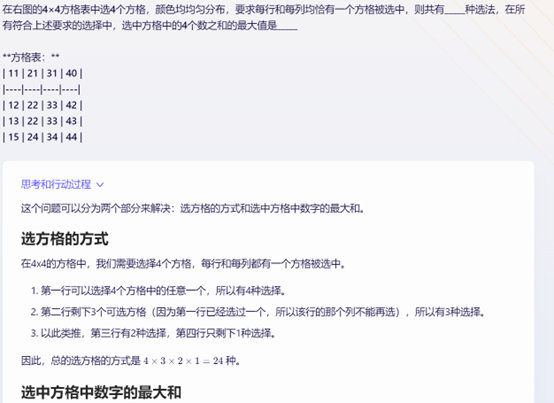 在右图的4×4方格表中选4个方格，颜色均匀分布，要求每行和每列均恰有一个方格被选中，则共有____种选法，在所
有符合上述要求的选择中，选中方格中的4个数之和的最大值是____
**方格表：**
| 11 | 21 | 31 | 40 |
|----|----|----|----|
| 12 | 22 | 33 | 42 |
| 13 | 22 | 33 | 43 |
| 15 | 24 | 34 | 44 |
思考和行动过程
这个问题可以分为两个部分来解决：选方格的方式和选中方格中数字的最大和。
选方格的方式
在4x4的方格中，我们需要选择4个方格，每行和每列都有一个方格被选中。
1. 第一行可以选择4个方格中的任意一个，所以有4种选择。
2. 第二行剩下3个可选方格（因为第一行已经选过一个，所以该行的那个列不能再选），所以有3种选择。
3. 以此类推，第三行有2种选择，第四行只剩下1种选择。
因此，总的选方格的方式是 4 × 3 × 2 × 1 = 24 种。
选中方格中数字的最大和